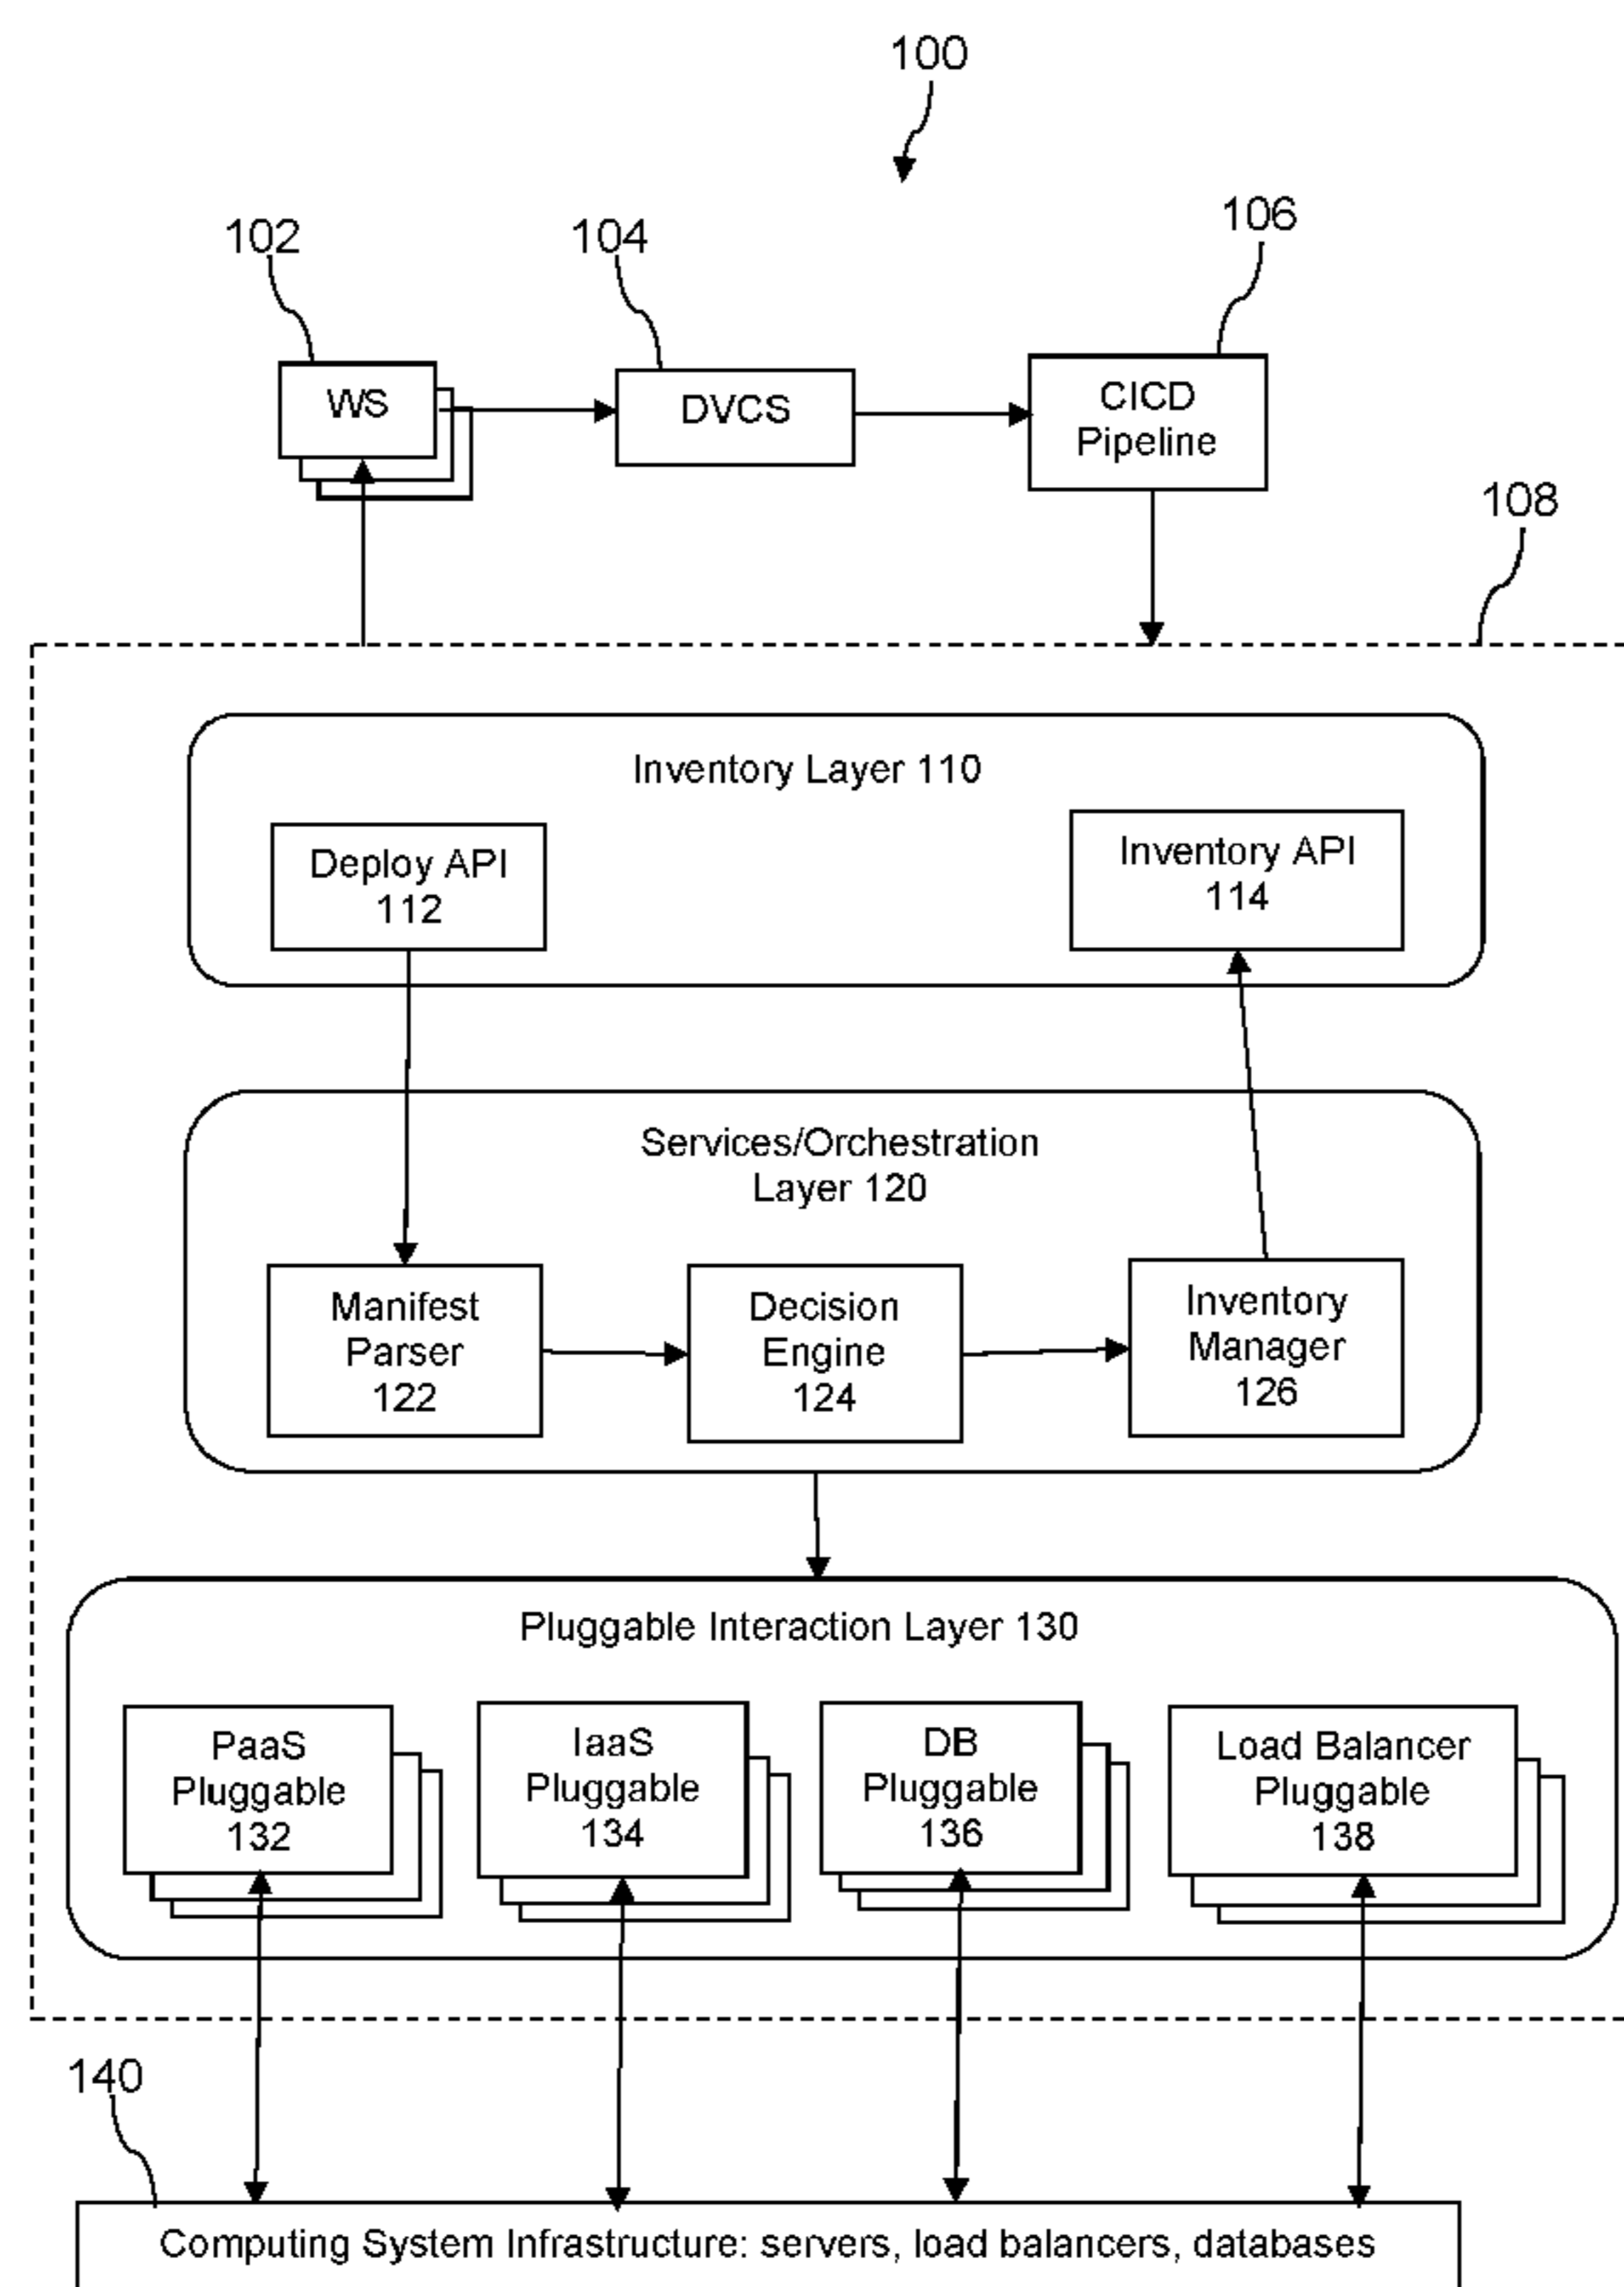 100
102
104
106
WS
DVCS
CICD
Pipeline
108
Inventory Layer 110
Deploy API
112
Inventory API
114
Services/Orchestration
Layer 120
Manifest
Parser
122
Decision
Engine
124
Inventory
Manager
126
Pluggable Interaction Layer 130
PaaS
Pluggable
132
IaaS
Pluggable
134
DB
Pluggable
136
Load Balancer
Pluggable
138
140
Computing System Infrastructure: servers, load balancers, databases